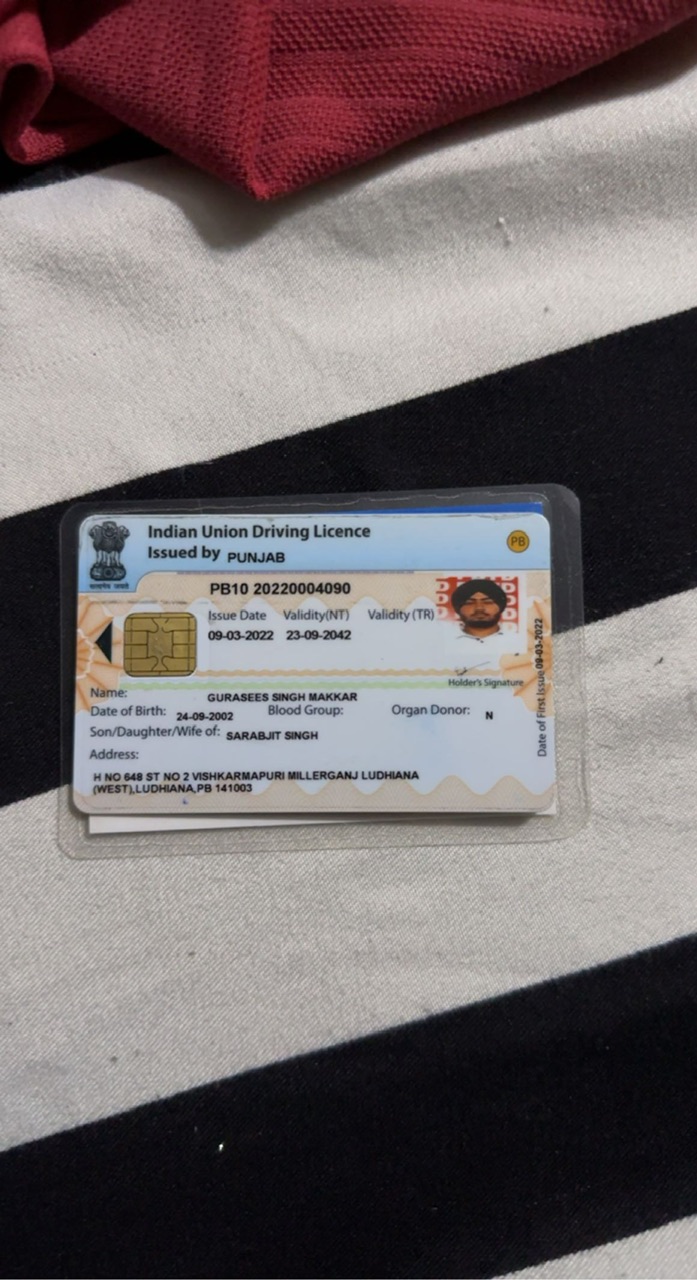 Indian Union Driving Licence
Issued by PUNJAB
PB
सत्यमेव जयते
PB10 20220004090
Issue Date Validity(NT) Validity (TR)
09-03-2022 23-09-2042
Holder's Signature
Date of First Issue 09-03-2022
Name: GURASEES SINGH MAKKAR
Date of Birth: 24-09-2002 Blood Group: Organ Donor: N
Son/Daughter/Wife of: SARABJIT SINGH
Address:
H NO 648 ST NO 2 VISHKARMAPURI MILLERGANJ LUDHIANA
(WEST),LUDHIANA,PB 141003